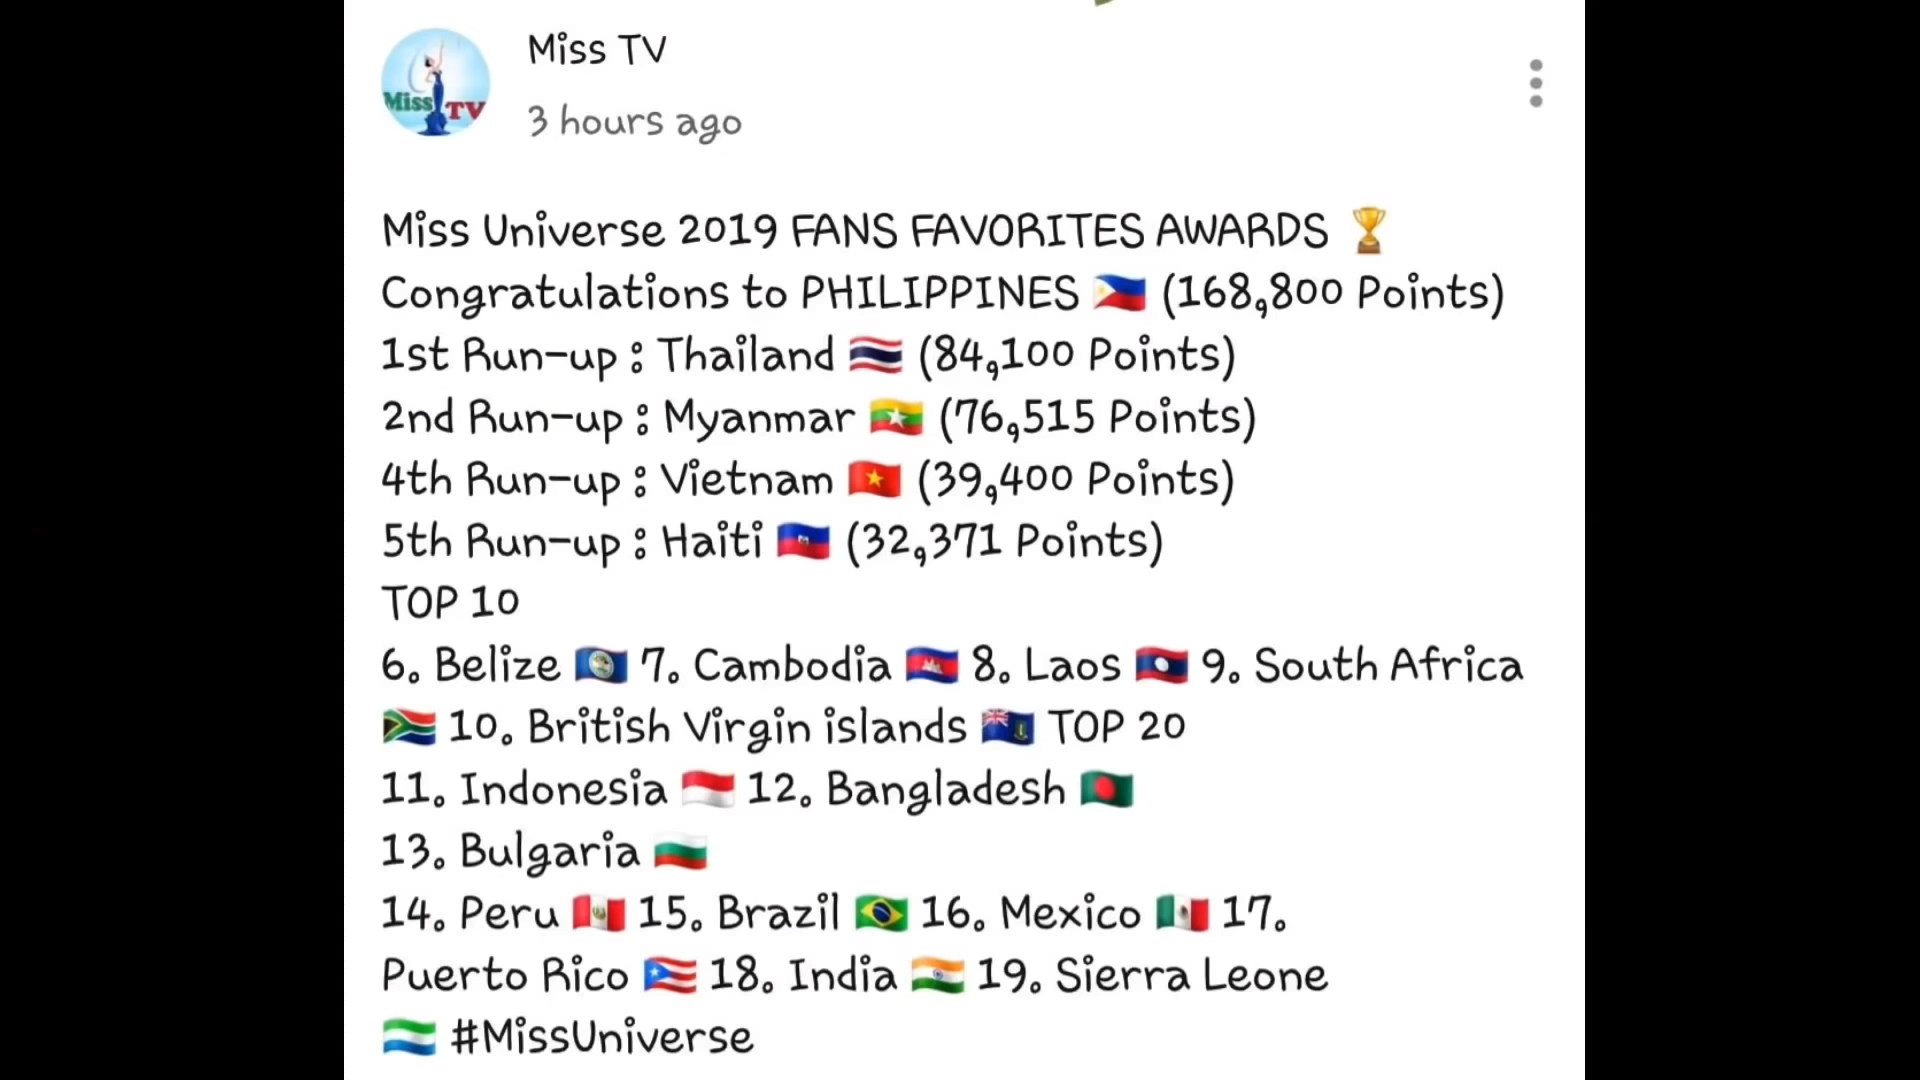 Miss TV
Miss TV
3 hours ago
Miss Universe 2019 FANS FAVORITES AWARDS 🏆
Congratulations to PHILIPPINES 🇵🇭 (168,800 Points)
1st Run-up : Thailand 🇹🇭 (84,100 Points)
2nd Run-up : Myanmar 🇲🇲 (76,515 Points)
4th Run-up : Vietnam 🇻🇳 (39,400 Points)
5th Run-up : Haiti 🇭🇹 (32,371 Points)
TOP 10
6. Belize 🇧🇿 7. Cambodia 🇰🇭 8. Laos 🇱🇦 9. South Africa
🇿🇦 10. British Virgin islands 🇻🇬 TOP 20
11. Indonesia 🇮🇩 12. Bangladesh 🇧🇩
13. Bulgaria 🇧🇬
14. Peru 🇵🇪 15. Brazil 🇧🇷 16. Mexico 🇲🇽 17.
Puerto Rico 🇵🇷 18. India 🇮🇳 19. Sierra Leone
🇸🇱 #MissUniverse